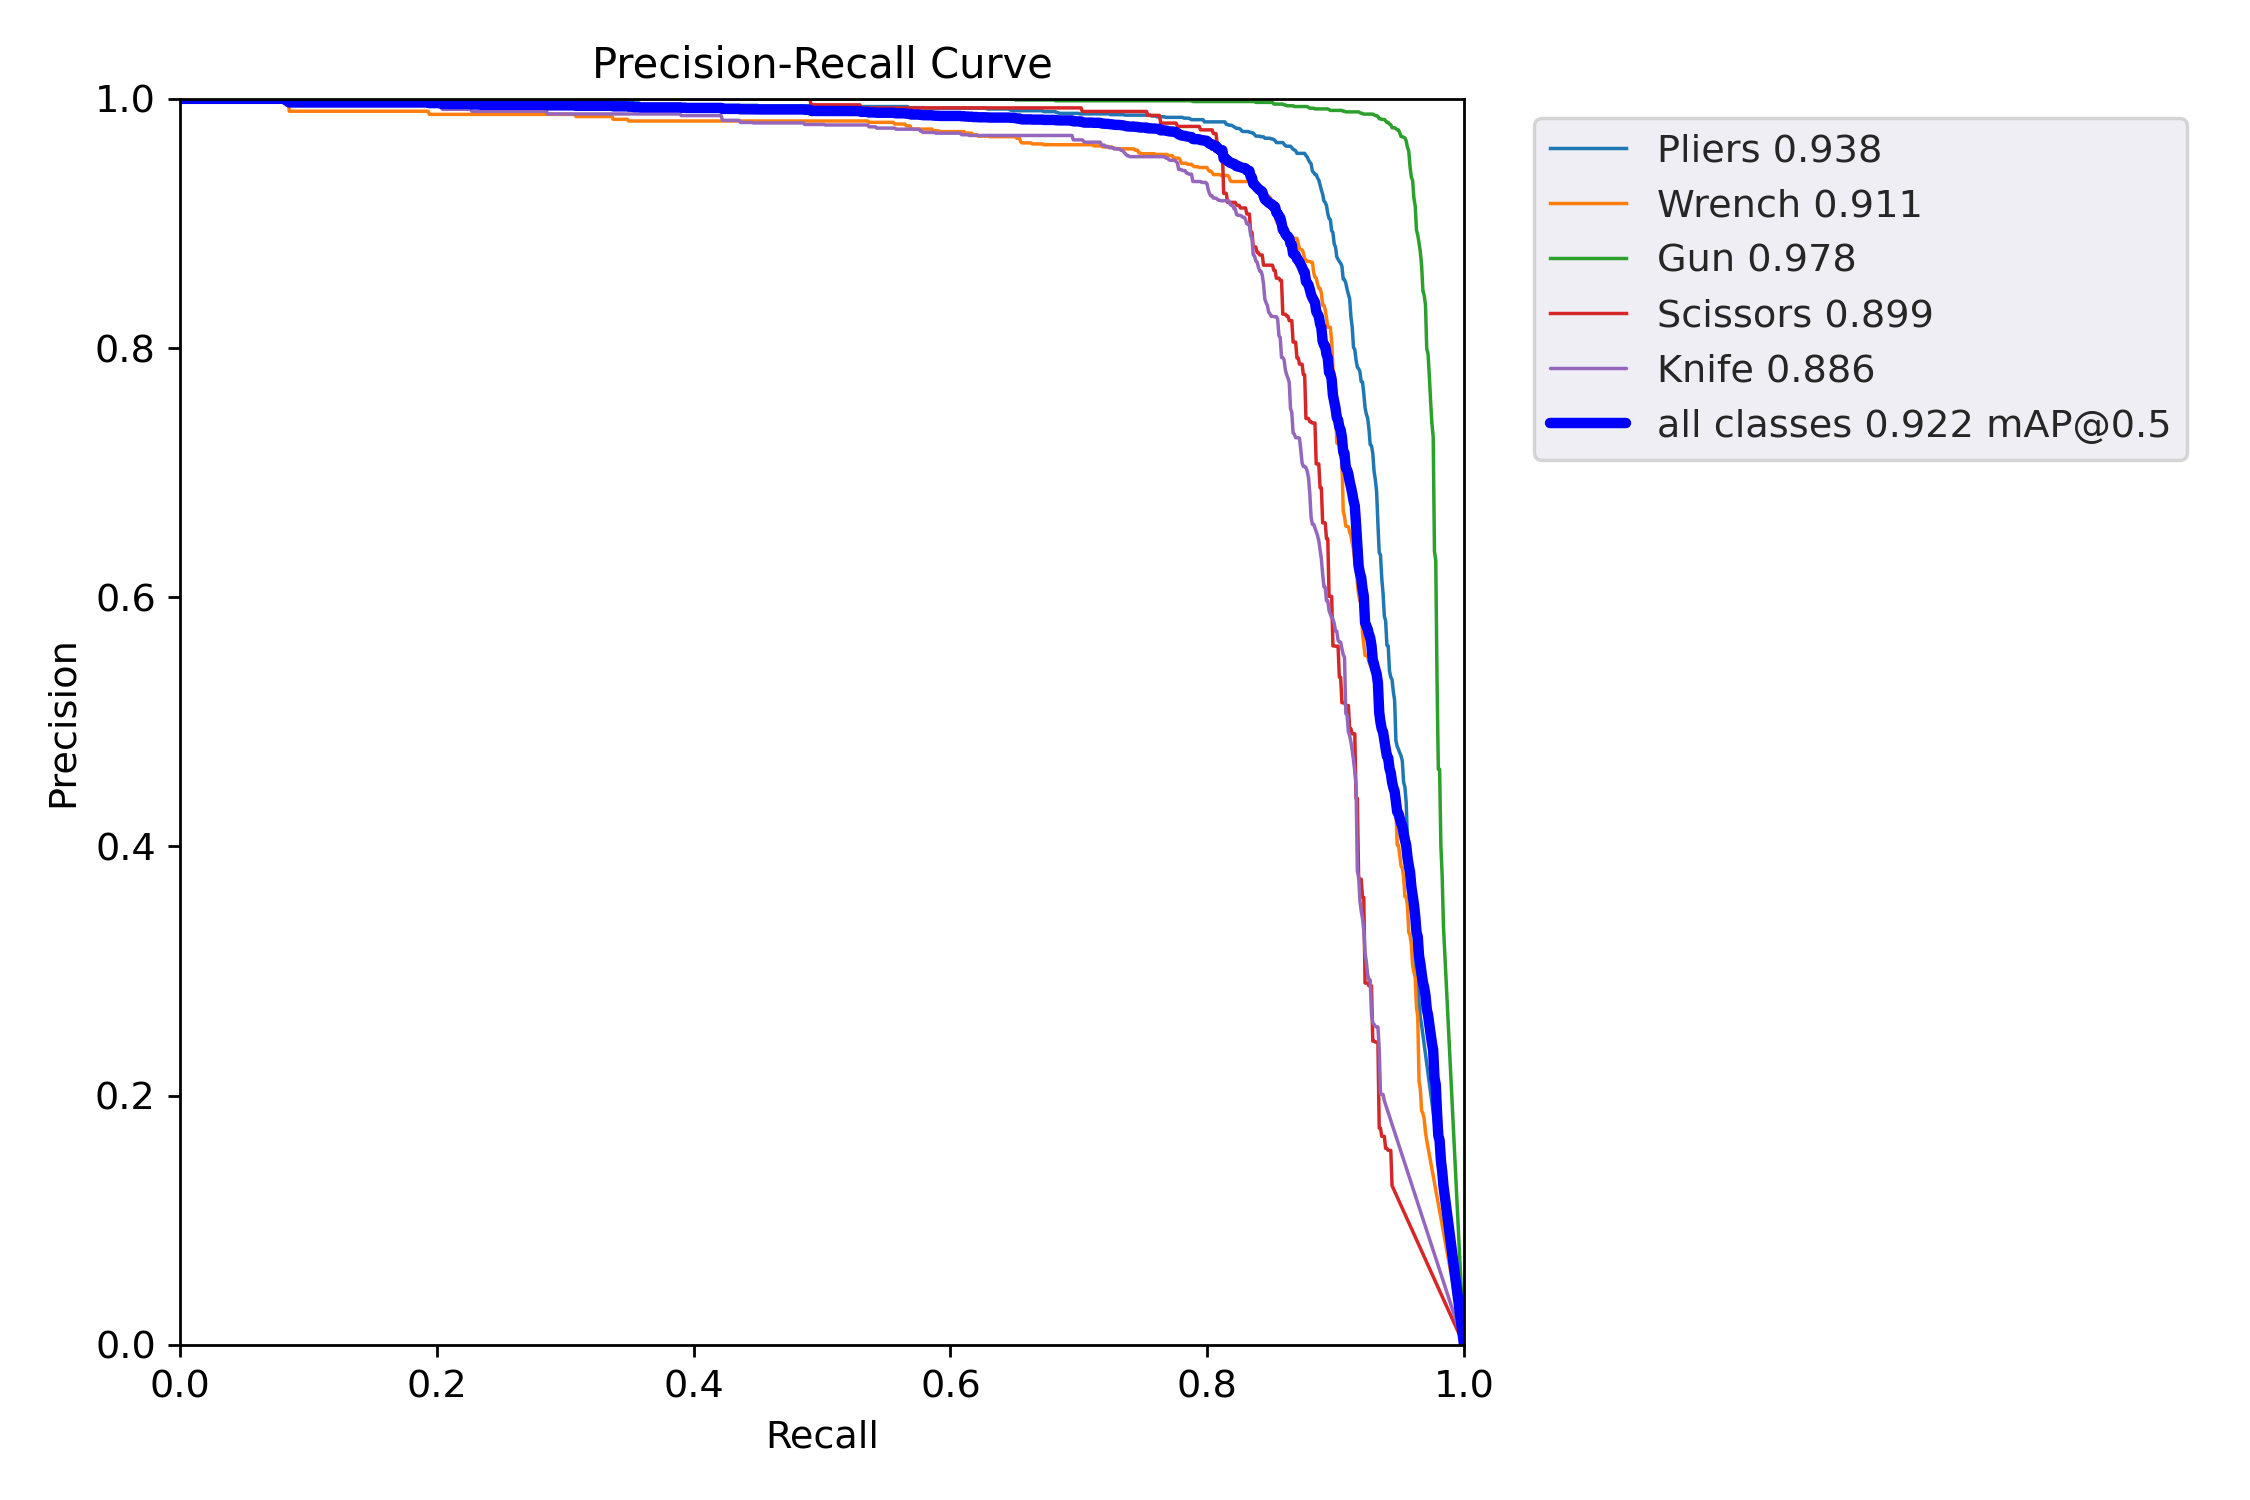 Precision-Recall Curve
1.0
0.8
0.6
0.4
0.2
0.0
Precision
0.0 0.2 0.4 0.6 0.8 1.0
Recall
Pliers 0.938
Wrench 0.911
Gun 0.978
Scissors 0.899
Knife 0.886
all classes 0.922 mAP@0.5